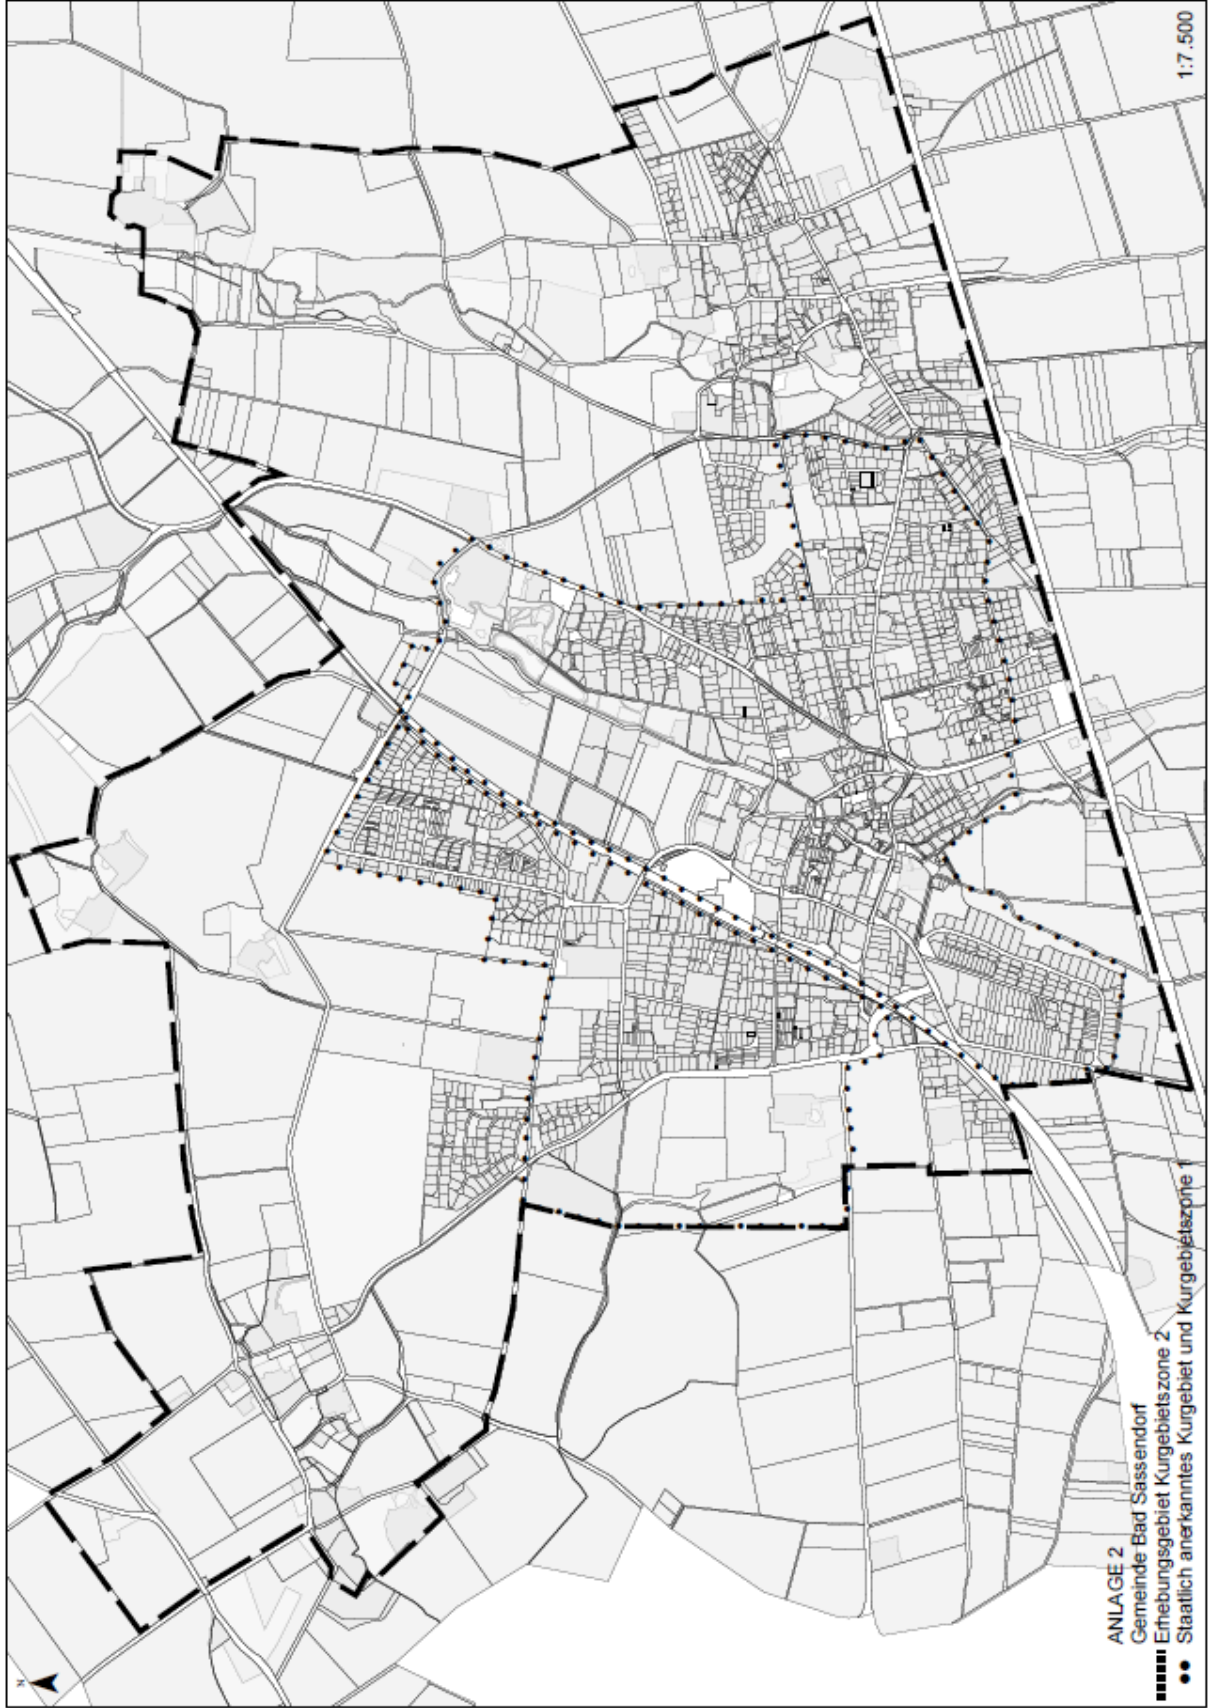 N
ANLAGE 2
Gemeinde Bad Sassendorf
Erhebungsgebiet Kurgebietszone 2
Staatlich anerkanntes Kurgebiet und Kurgebietszone 1
1:7.500